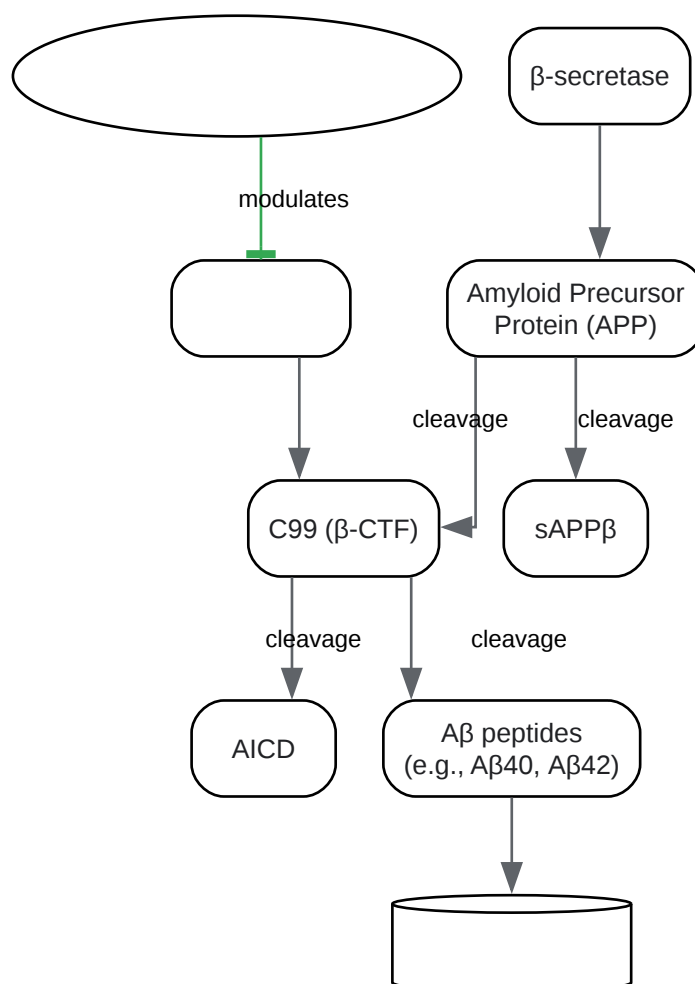 β-secretase
modulates
Amyloid Precursor
Protein (APP)
cleavage
cleavage
C99 (β-CTF)
sAPPβ
cleavage
cleavage
AICD
Aβ peptides
(e.g., Aβ40, Aβ42)